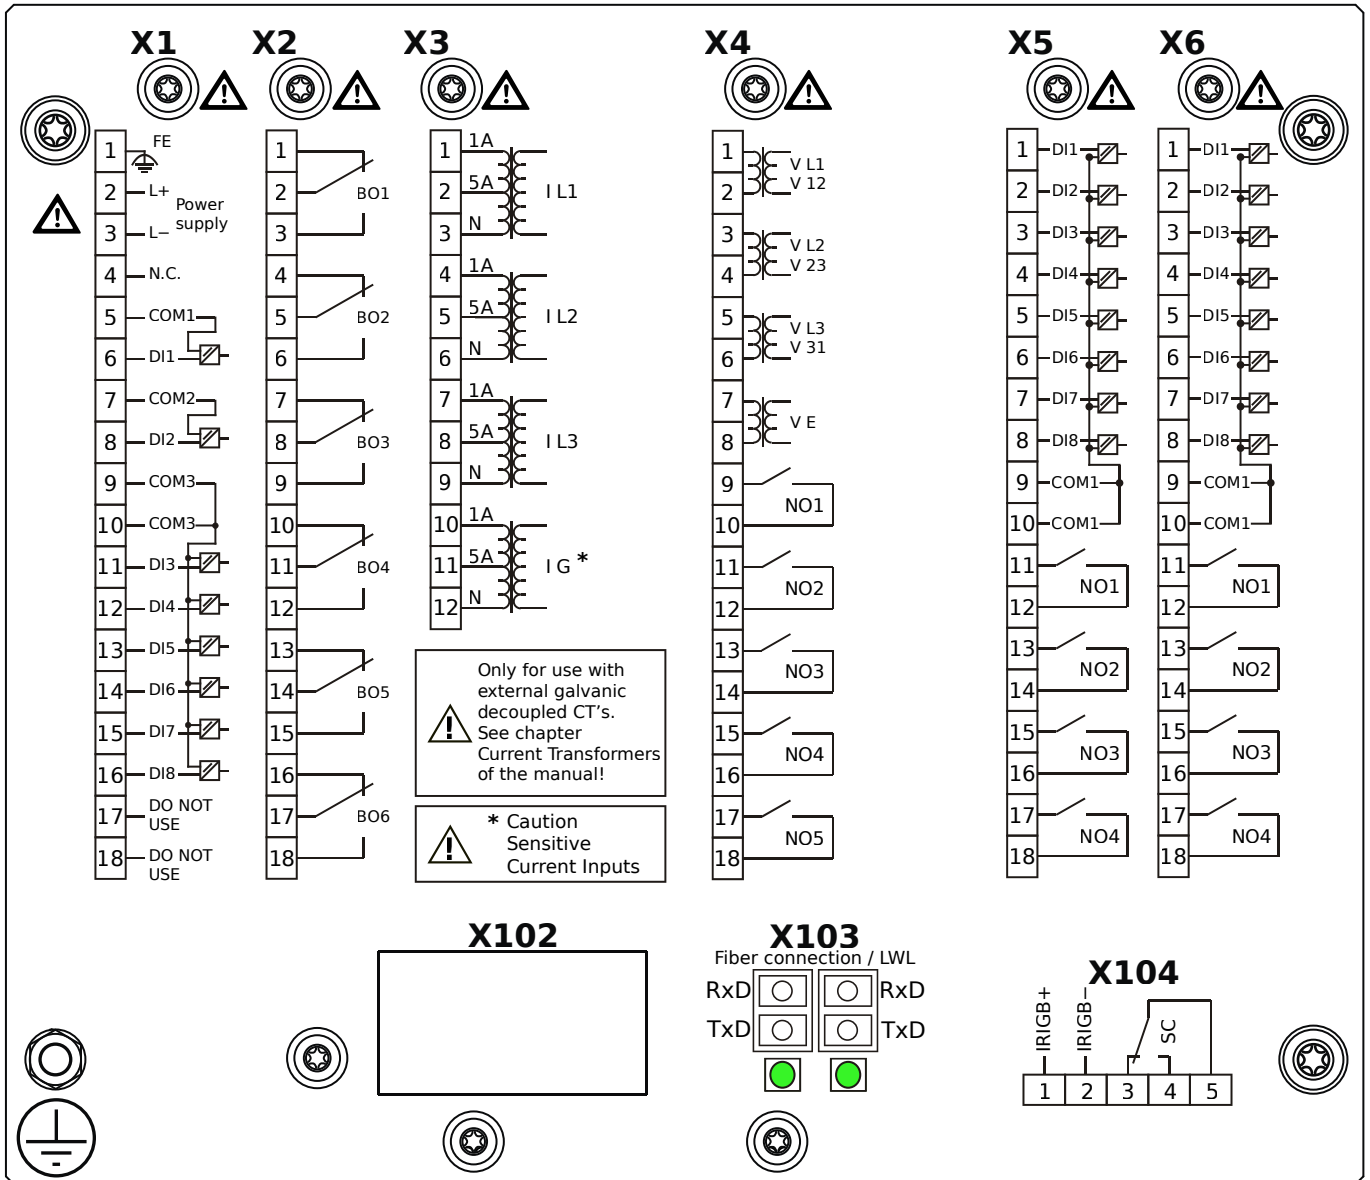 X1 X2 X3 X4 X5 X6
1 FE
2 L+
Power
supply
3 L−
4 N.C.
5 COM1
6 DI1
7 COM2
8 DI2
9 COM3
10 COM3
11 DI3
12 DI4
13 DI5
14 DI6
15 DI7
16 DI8
17 DO NOT
USE
18 DO NOT
USE
1
2 BO1
3
4
5 BO2
6
7
8 BO3
9
10
11 BO4
12
13
14 BO5
15
16
17 BO6
18
1 1A
2 5A I L1
3 N
4 1A
5 5A I L2
6 N
7 1A
8 5A I L3
9 N
10 1A
11 5A I G *
12 N
Only for use with
external galvanic
decoupled CT's.
See chapter
Current Transformers
of the manual!
* Caution
Sensitive
Current Inputs
1 V L1
2 V 12
3 V L2
4 V 23
5 V L3
6 V 31
7
V E
8
9
NO1
10
11
NO2
12
13
NO3
14
15
NO4
16
17
NO5
18
1 DI1
2 DI2
3 DI3
4 DI4
5 DI5
6 DI6
7 DI7
8 DI8
9 COM1
10 COM1
11
NO1
12
13
NO2
14
15
NO3
16
17
NO4
18
1 DI1
2 DI2
3 DI3
4 DI4
5 DI5
6 DI6
7 DI7
8 DI8
9 COM1
10 COM1
11
NO1
12
13
NO2
14
15
NO3
16
17
NO4
18
X102
X103
Fiber connection / LWL
RxD RxD
TxD TxD
X104
IRIGB+
IRIGB−
SC
1 2 3 4 5